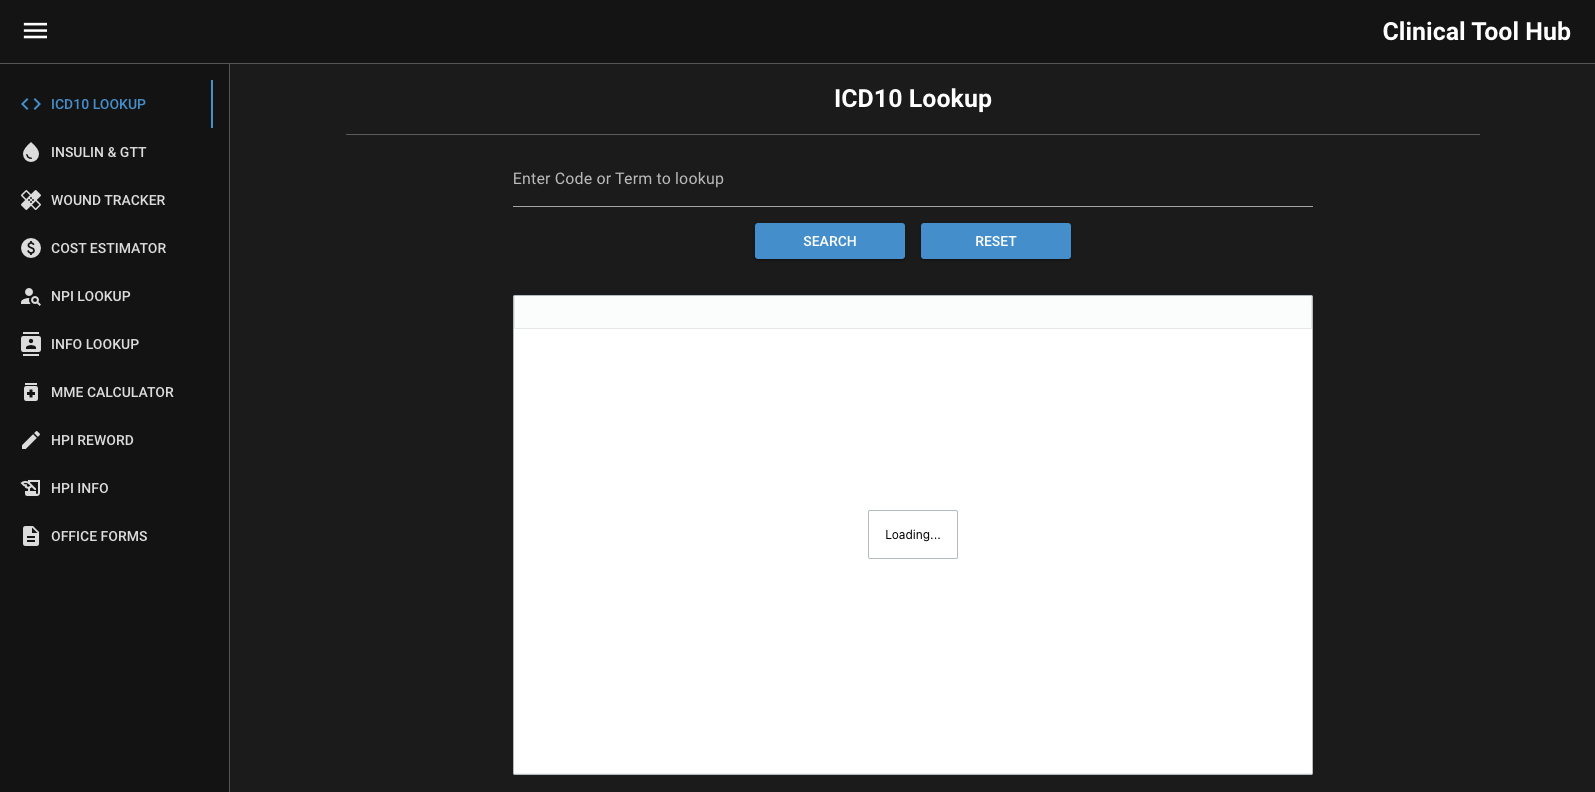 Clinical Tool Hub
ICD10 LOOKUP
INSULIN & GTT
WOUND TRACKER
COST ESTIMATOR
NPI LOOKUP
INFO LOOKUP
MME CALCULATOR
HPI REWORD
HPI INFO
OFFICE FORMS
ICD10 Lookup
Enter Code or Term to lookup
SEARCH RESET
Loading...